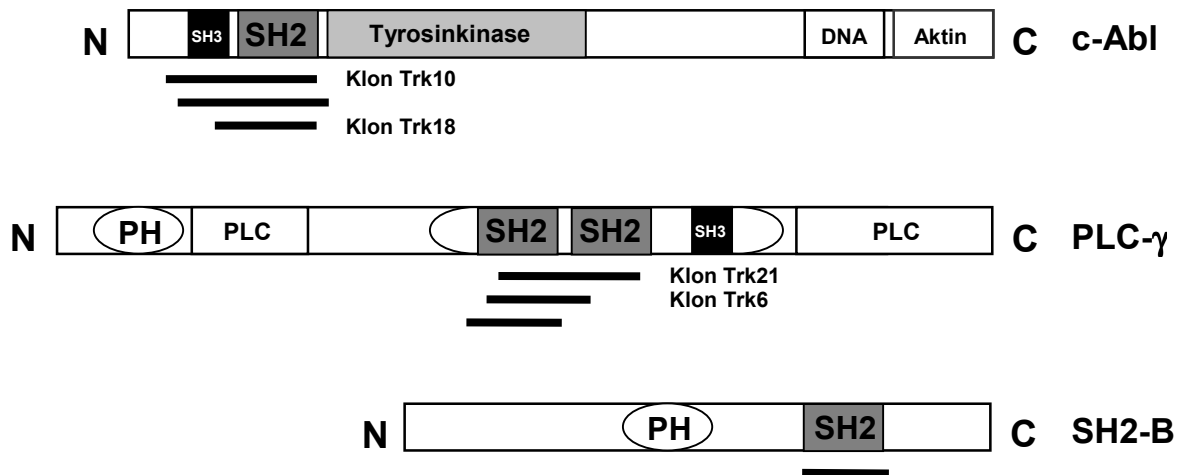 N SH3 SH2 Tyrosinkinase DNA Aktin C c-Abl
Klon Trk10
Klon Trk18
N PH PLC SH2 SH2 SH3 PLC C PLC-γ
Klon Trk21
Klon Trk6
N PH SH2 C SH2-B